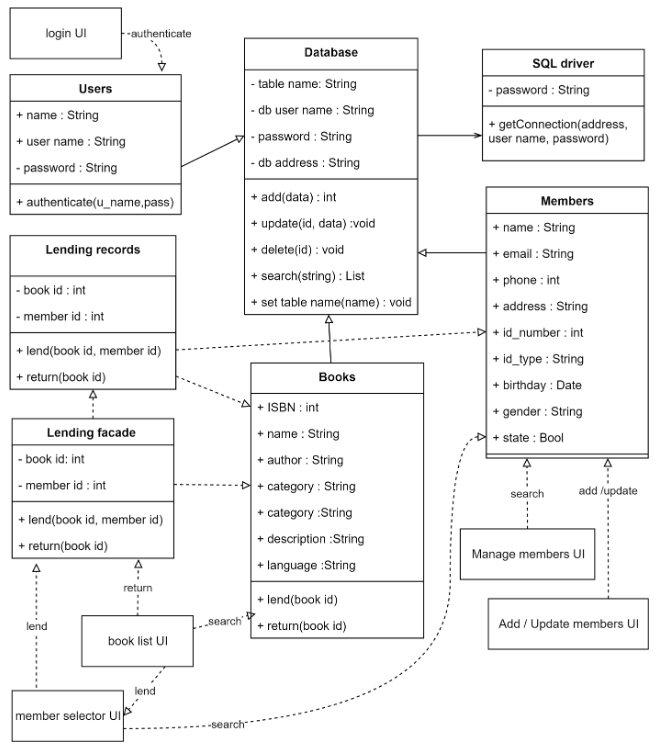 login UI
authenticate
Users
+ name : String
+ user name : String
- password : String
+ authenticate(u_name,pass)
Database
- table name: String
- db user name : String
- password : String
- db address : String
+ add(data) : int
+ update(id, data) :void
+ delete(id) : void
+ search(string) : List
+ set table name(name) : void
SQL driver
- password : String
+ getConnection(address,
user name, password)
Members
+ name : String
+ email : String
+ phone : int
+ address : String
+ id_number : int
+ id_type : String
+ birthday : Date
+ gender : String
+ state : Bool
Lending records
- book id : int
- member id : int
+ lend(book id, member id)
+ return(book id)
Lending facade
- book id: int
- member id : int
+ lend(book id, member id)
+ return(book id)
Books
+ ISBN : int
+ name : String
+ author : String
+ category : String
+ category :String
+ description :String
+ language :String
+ lend(book id)
+ return(book id)
search
add /update
Manage members UI
Add / Update members UI
return
lend
search
book list UI
lend
member selector UI
search